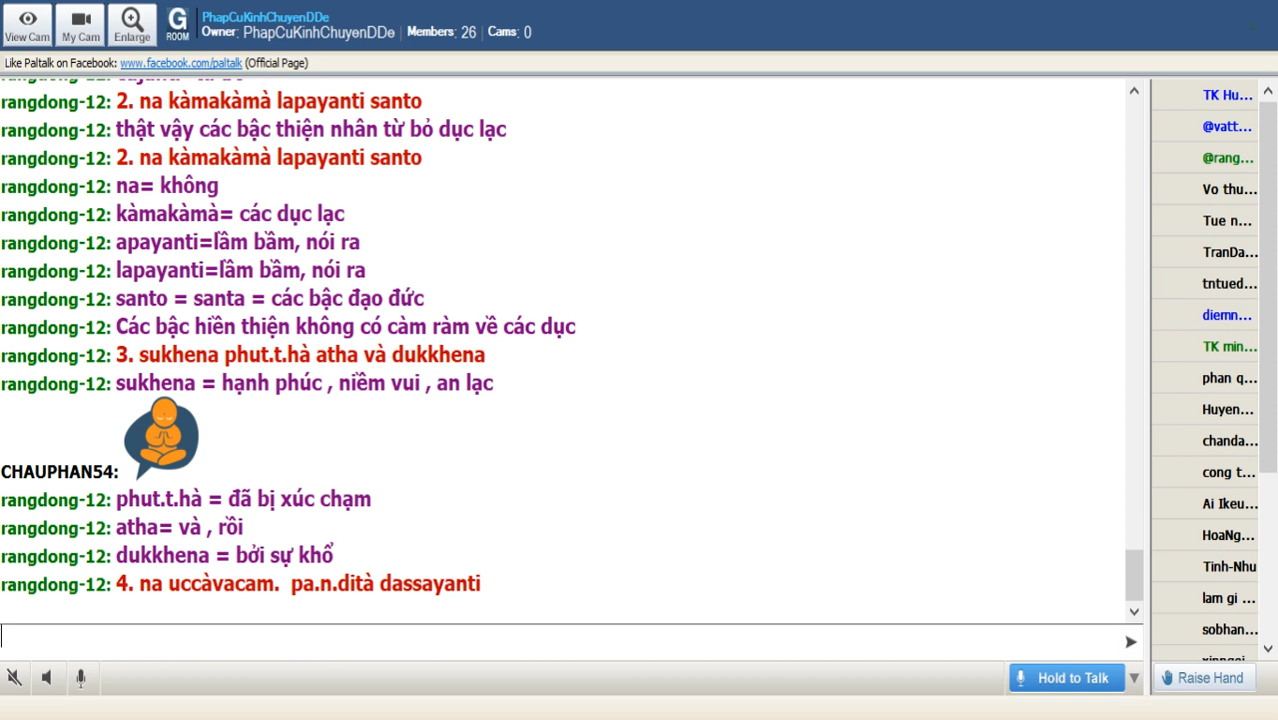 View Cam
My Cam
Enlarge
G
ROOM
PhapCuKinhChuyenDDe
Owner: PhapCuKinhChuyenDDe | Members: 26 | Cams: 0
Like Paltalk on Facebook: www.facebook.com/paltalk (Official Page)
rangdong-12: 2. na kàmakàmà lapayanti santo
rangdong-12: thật vậy các bậc thiện nhân từ bỏ dục lạc
rangdong-12: 2. na kàmakàmà lapayanti santo
rangdong-12: na= không
rangdong-12: kàmakàmà= các dục lạc
rangdong-12: apayanti=lầm bầm, nói ra
rangdong-12: lapayanti=lầm bầm, nói ra
rangdong-12: santo = santa = các bậc đạo đức
rangdong-12: Các bậc hiền thiện không có càm ràm về các dục
rangdong-12: 3. sukhena phut.t.hà atha và dukkhena
rangdong-12: sukhena = hạnh phúc , niềm vui , an lạc
CHAUPHAN54:
rangdong-12: phut.t.hà = đã bị xúc chạm
rangdong-12: atha= và , rồi
rangdong-12: dukkhena = bởi sự khổ
rangdong-12: 4. na uccàvacam.  pa.n.dità dassayanti
TK Hu...
@vatt...
@rang...
Vo thu...
Tue n...
TranDa...
tntued...
diemn...
TK min...
phan q...
Huyen...
chanda...
cong t...
Ai Ikeu...
HoaNg...
Tinh-Nhu
lam gi ...
sobhan...
Hold to Talk
Raise Hand